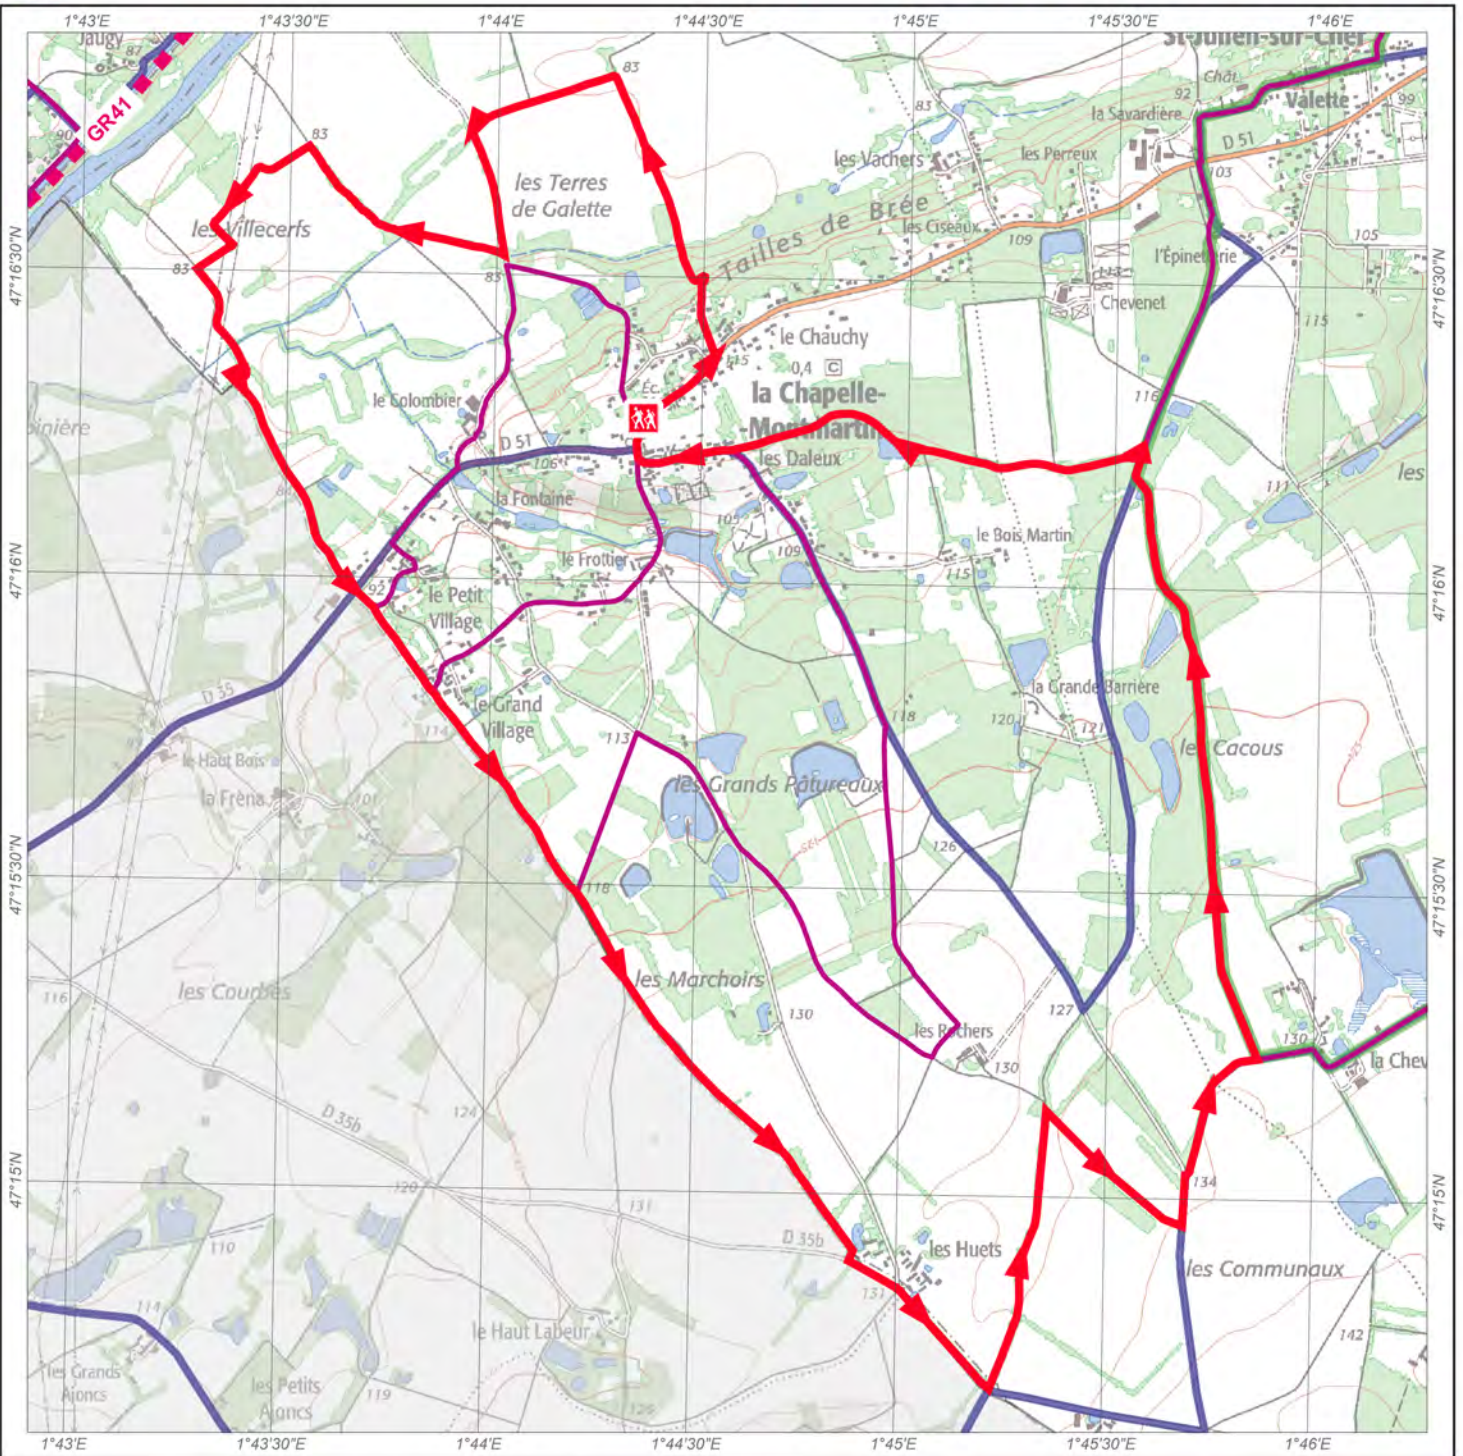 1°43'E
1°43'30"E
1°44'E
1°44'30"E
1°45'E
1°45'30"E
1°46'E
Jaugy
87
St-Julien-sur-Cher
83
Chât.
92
Valette
99
GR41
90
83
83
la Savardière
D 51
les Vachers
les Perreux
103
les Terres
de Galette
les Villecerfs
Tailles de Brée
les Ciseaux
109
105
47°16'30"N
83
83
l'Épinetterie
113
Chevenet
47°16'30"N
115
le Chauchy
115
0,4 C
Éc.
la Chapelle-
-Montmartin
116
le Colombier
D 51
106
les Daleux
les
la Fontaine
84
111
105
109
le Bois Martin
115
le Frottier
47°16'N
92
le Petit
Village
47°16'N
D 35
la Grande Barrière
118
120
121
le Grand
Village
114
113
97
le Haut Bois
les Cacous
125
les Grands Pâtureaux
la Frêna
101
126
125
47°15'30"N
118
47°15'30"N
les Marchoirs
les Courbes
116
130
127
les Rochers
130
130
la Chev
D 35b
124
47°15'N
120
134
47°15'N
131
D 35b
110
les Huets
les Communaux
131
114
le Haut Labeur
142
les Grands
Ajoncs
les Petits
Ajoncs
119
126
1°43'E
1°43'30"E
1°44'E
1°44'30"E
1°45'E
1°45'30"E
1°46'E